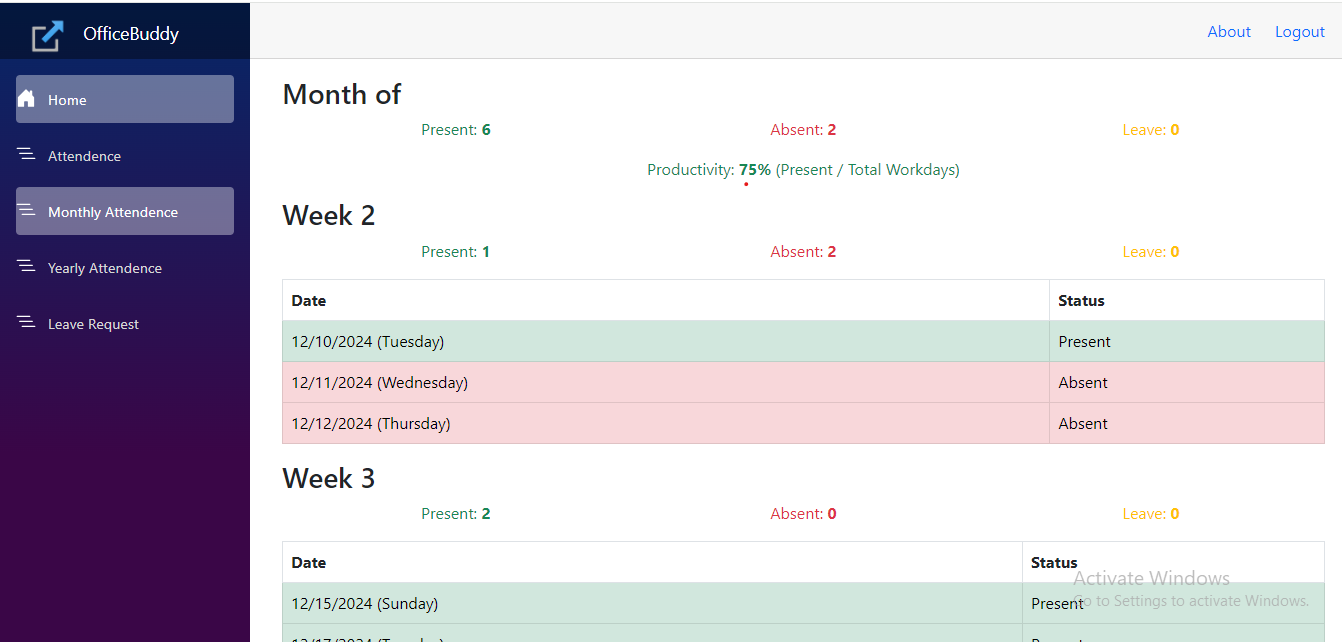 OfficeBuddy
About Logout
Home
Attendence
Monthly Attendence
Yearly Attendence
Leave Request
Month of
Present: 6 Absent: 2 Leave: 0
Productivity: 75% (Present / Total Workdays)
Week 2
Present: 1 Absent: 2 Leave: 0
Date Status
12/10/2024 (Tuesday) Present
12/11/2024 (Wednesday) Absent
12/12/2024 (Thursday) Absent
Week 3
Present: 2 Absent: 0 Leave: 0
Date Status
Activate Windows
12/15/2024 (Sunday) Present
Go to Settings to activate Windows.
12/17/2024